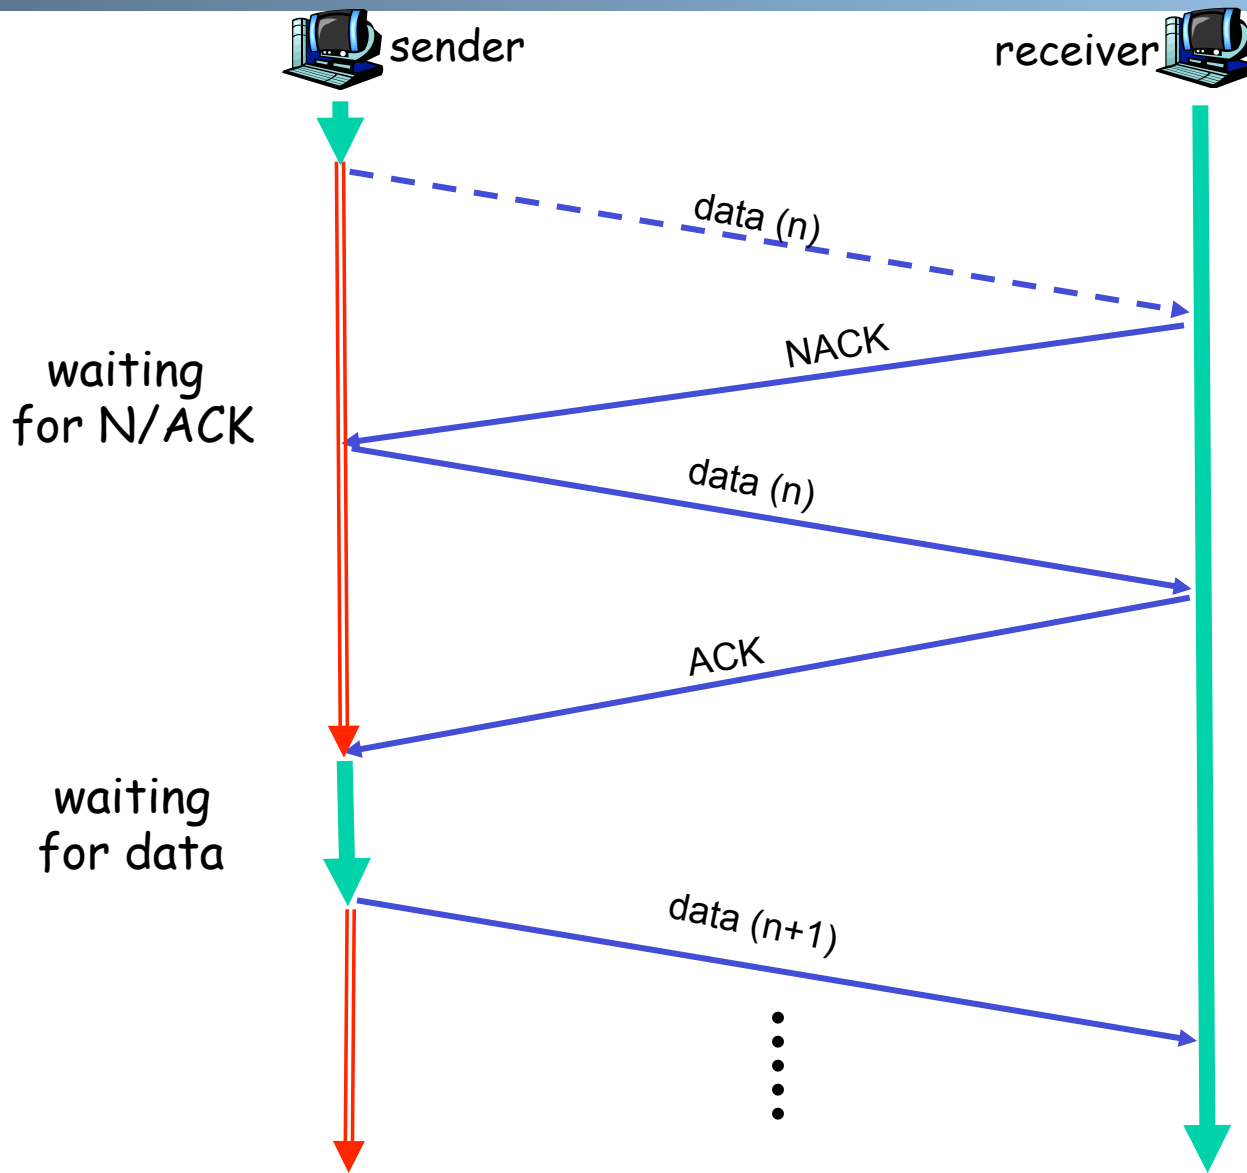 sender
receiver
data (n)
NACK
waiting
for N/ACK
data (n)
ACK
waiting
for data
data (n+1)